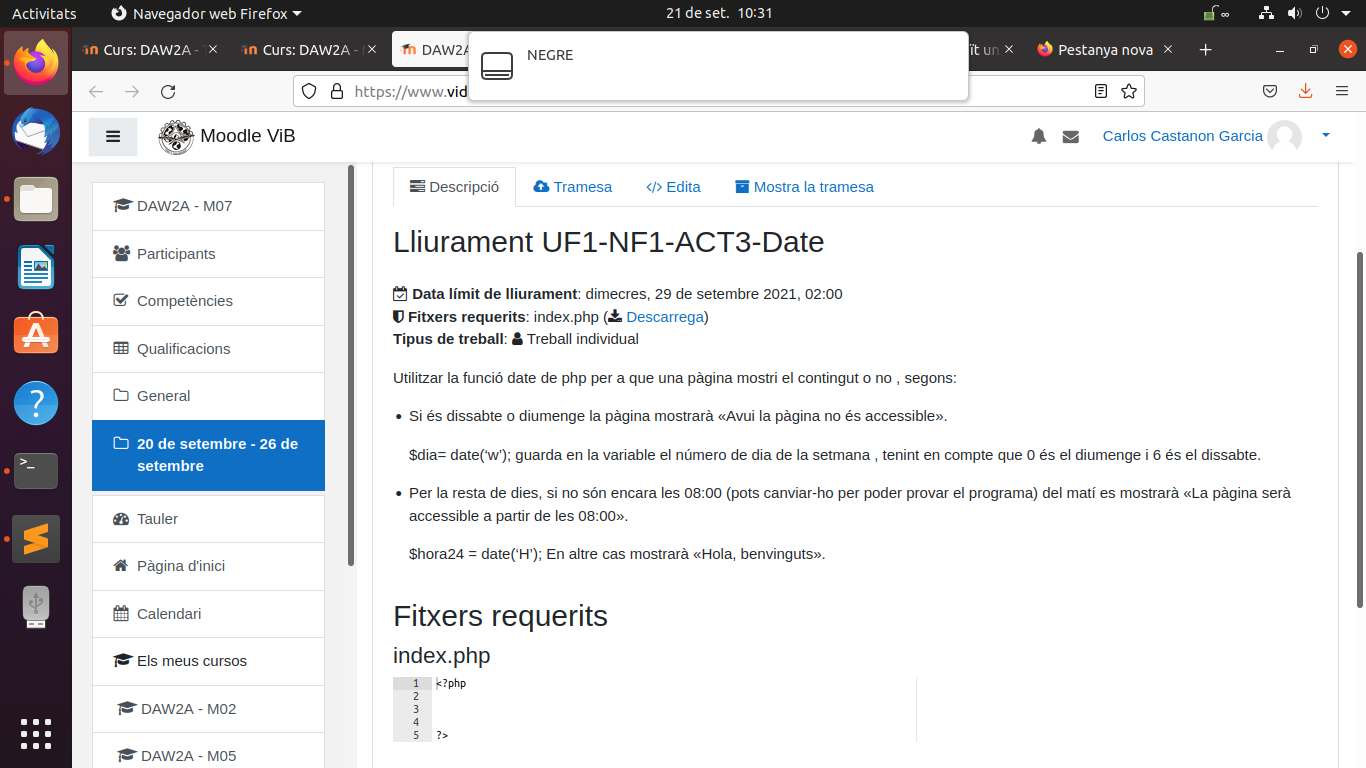 Activitats
Navegador web Firefox
21 de set. 10:31
Curs: DAW2A - T
Curs: DAW2A -
DAW2A
ït un
Pestanya nova
NEGRE
https://www.vid
Moodle ViB
Carlos Castanon Garcia
DAW2A - M07
Participants
Competències
Qualificacions
General
20 de setembre - 26 de
setembre
Tauler
Pàgina d'inici
Calendari
Els meus cursos
DAW2A - M02
DAW2A - M05
Descripció
Tramesa
Edita
Mostra la tramesa
Lliurament UF1-NF1-ACT3-Date
Data límit de lliurament: dimecres, 29 de setembre 2021, 02:00
Fitxers requerits: index.php (Descarrega)
Tipus de treball: Treball individual
Utilitzar la funció date de php per a que una pàgina mostri el contingut o no , segons:
• Si és dissabte o diumenge la pàgina mostrarà «Avui la pàgina no és accessible».
$dia= date(‘w’); guarda en la variable el número de dia de la setmana , tenint en compte que 0 és el diumenge i 6 és el dissabte.
• Per la resta de dies, si no són encara les 08:00 (pots canviar-ho per poder provar el programa) del matí es mostrarà «La pàgina serà
accessible a partir de les 08:00».
$hora24 = date(‘H’); En altre cas mostrarà «Hola, benvinguts».
Fitxers requerits
index.php
1 <?php
2
3
4
5 ?>